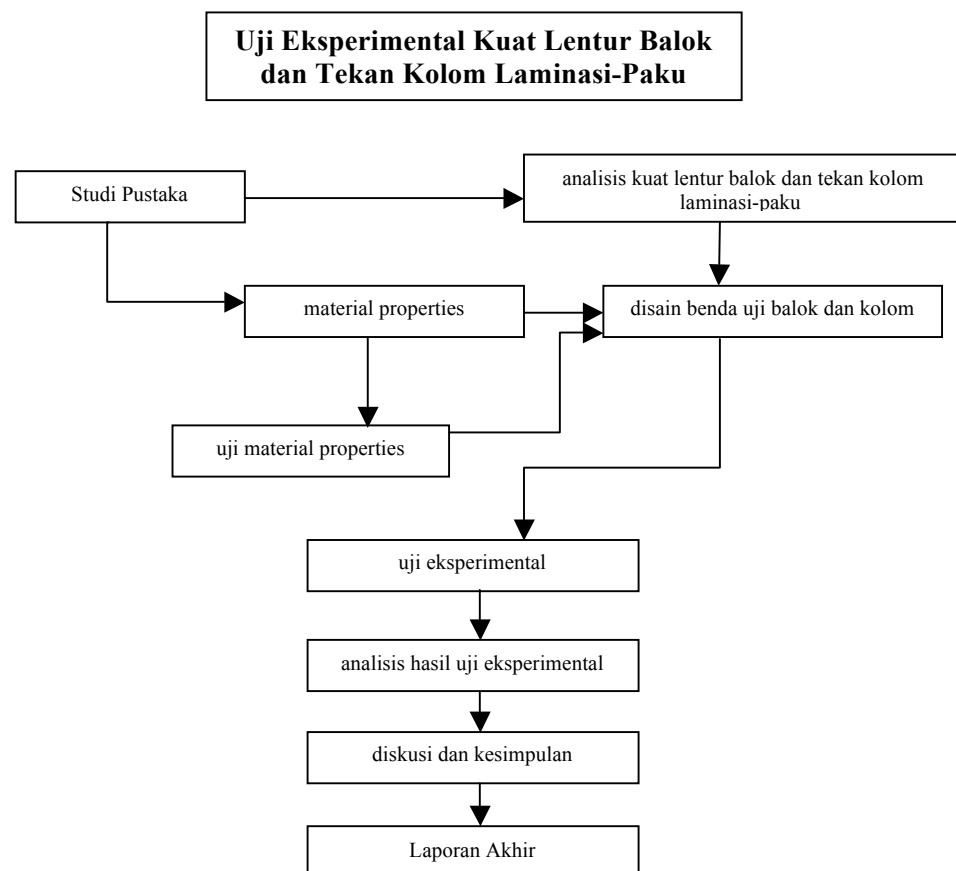 Uji Eksperimental Kuat Lentur Balok
dan Tekan Kolom Laminasi-Paku
Studi Pustaka
analisis kuat lentur balok dan tekan kolom
laminasi-paku
material properties
disain benda uji balok dan kolom
uji material properties
uji eksperimental
analisis hasil uji eksperimental
diskusi dan kesimpulan
Laporan Akhir